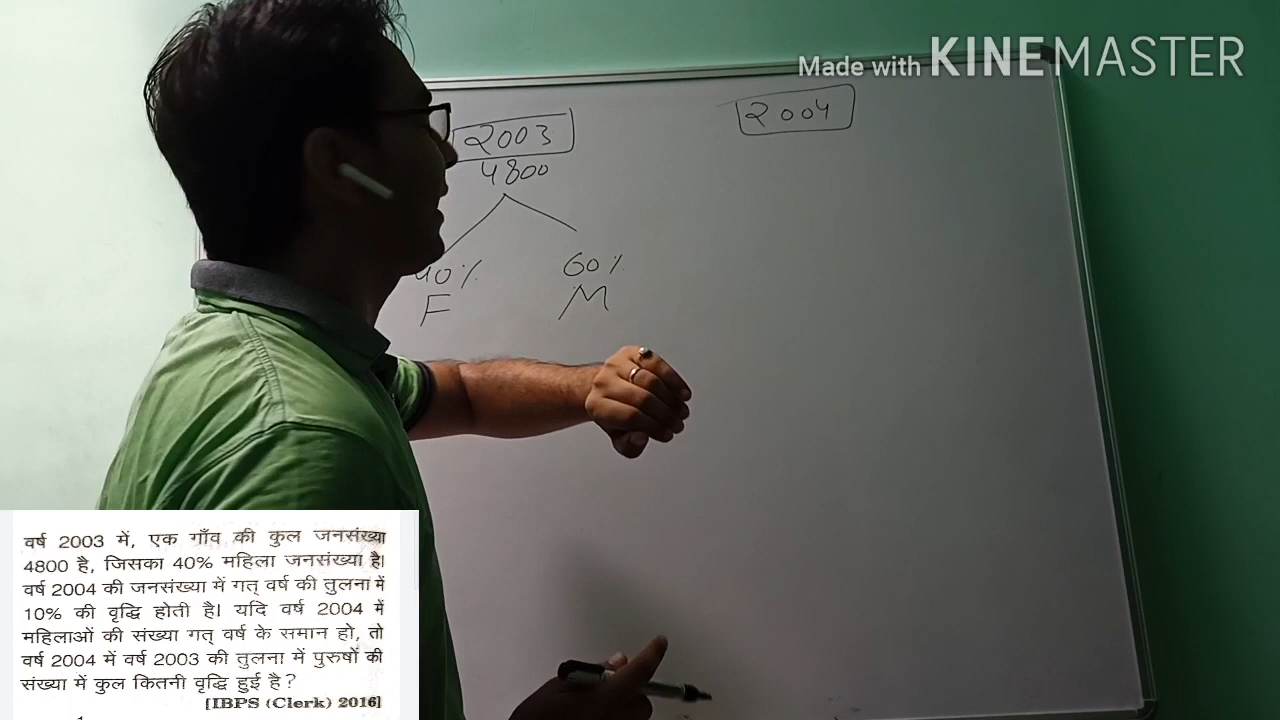 Made with KINEMASTER
2003
2004
4800
40% 60%
F M
वर्ष 2003 में, एक गाँव की कुल जनसंख्या
4800 है, जिसका 40% महिला जनसंख्या है।
वर्ष 2004 की जनसंख्या में गत् वर्ष की तुलना में
10% की वृद्धि होती है। यदि वर्ष 2004 में
महिलाओं की संख्या गत् वर्ष के समान हो, तो
वर्ष 2004 में वर्ष 2003 की तुलना में पुरुषों की
संख्या में कुल कितनी वृद्धि हुई है?
[IBPS (Clerk) 2016]